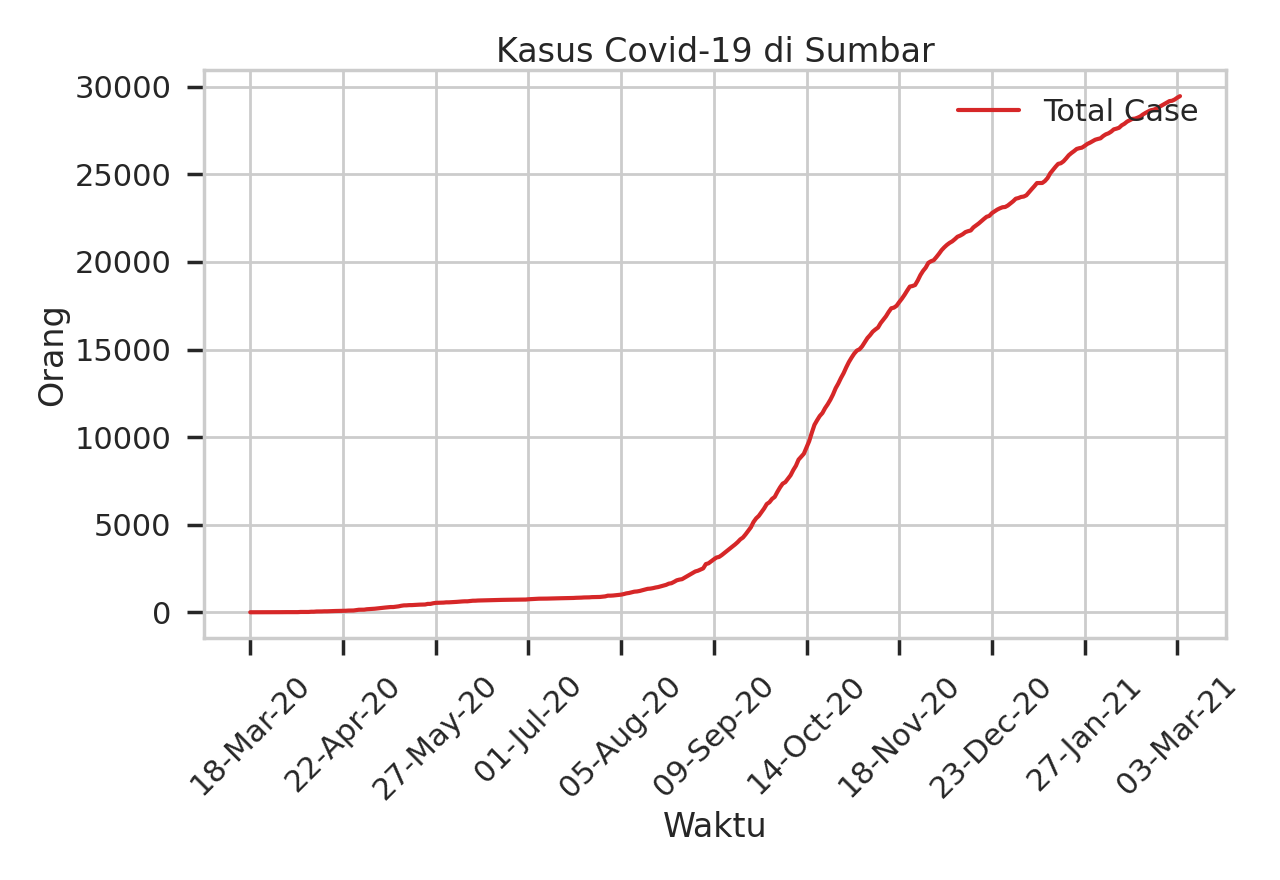 Kasus Covid-19 di Sumbar
30000
25000
20000
15000
10000
5000
0
Orang
Total Case
18-Mar-20
22-Apr-20
27-May-20
01-Jul-20
05-Aug-20
09-Sep-20
14-Oct-20
18-Nov-20
23-Dec-20
27-Jan-21
03-Mar-21
Waktu